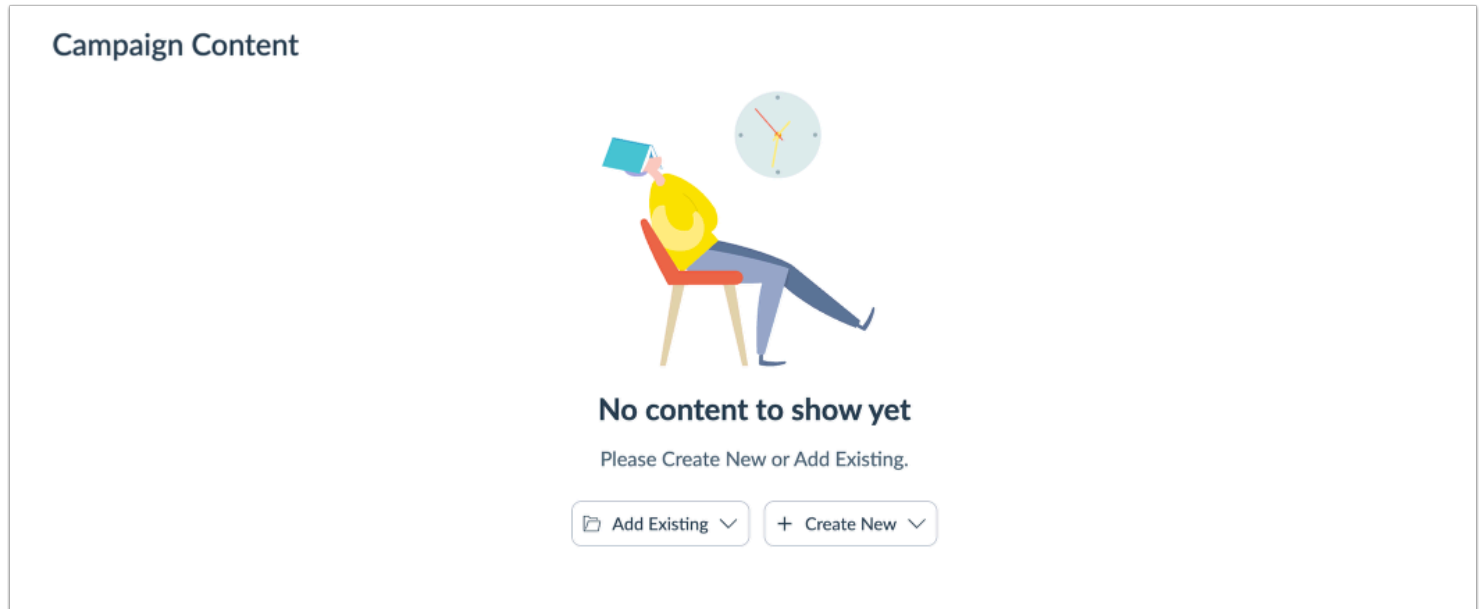 Campaign Content
No content to show yet
Please Create New or Add Existing.
Add Existing
+ Create New